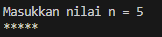 Masukkan nilai n = 5
*****